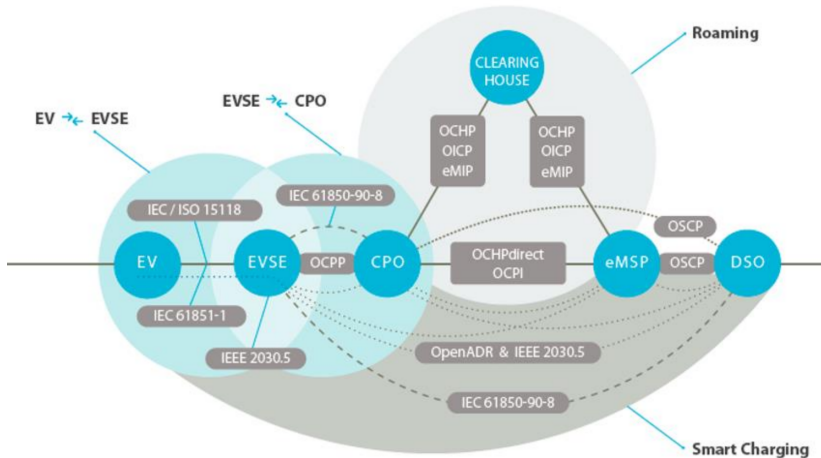 Roaming
CLEARING
HOUSE
EVSE CPO
EV EVSE
OCHP
OICP
eMIP
OCHP
OICP
eMIP
IEC 61850-90-8
IEC / ISO 15118
OSCP
EV
EVSE
OCPP
CPO
OCHPdirect
OCPI
eMSP
OSCP
DSO
IEC 61851-1
IEEE 2030.5
OpenADR & IEEE 2030.5
IEC 61850-90-8
Smart Charging